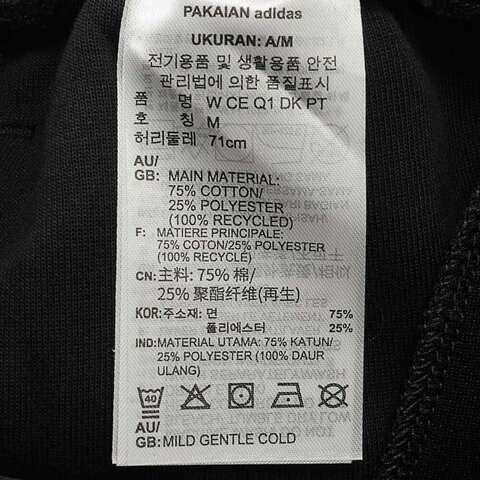 PAKAIAN adidas
UKURAN: A/M
전기용품 및 생활용품 안전
관리법에 의한 품질표시
품 명 W CE Q1 DK PT
호 칭 M
허리둘레 71cm
AU/
GB: MAIN MATERIAL:
75% COTTON/
25% POLYESTER
(100% RECYCLED)
F: MATIERE PRINCIPALE:
75% COTON/25% POLYESTER
(100% RECYCLÉ)
CN: 主料: 75% 棉/
25% 聚酯纤维(再生)
KOR: 주소재: 면 75%
폴리에스터 25%
IND: MATERIAL UTAMA: 75% KATUN/
25% POLYESTER (100% DAUR
ULANG)
40
AU/
GB: MILD GENTLE COLD